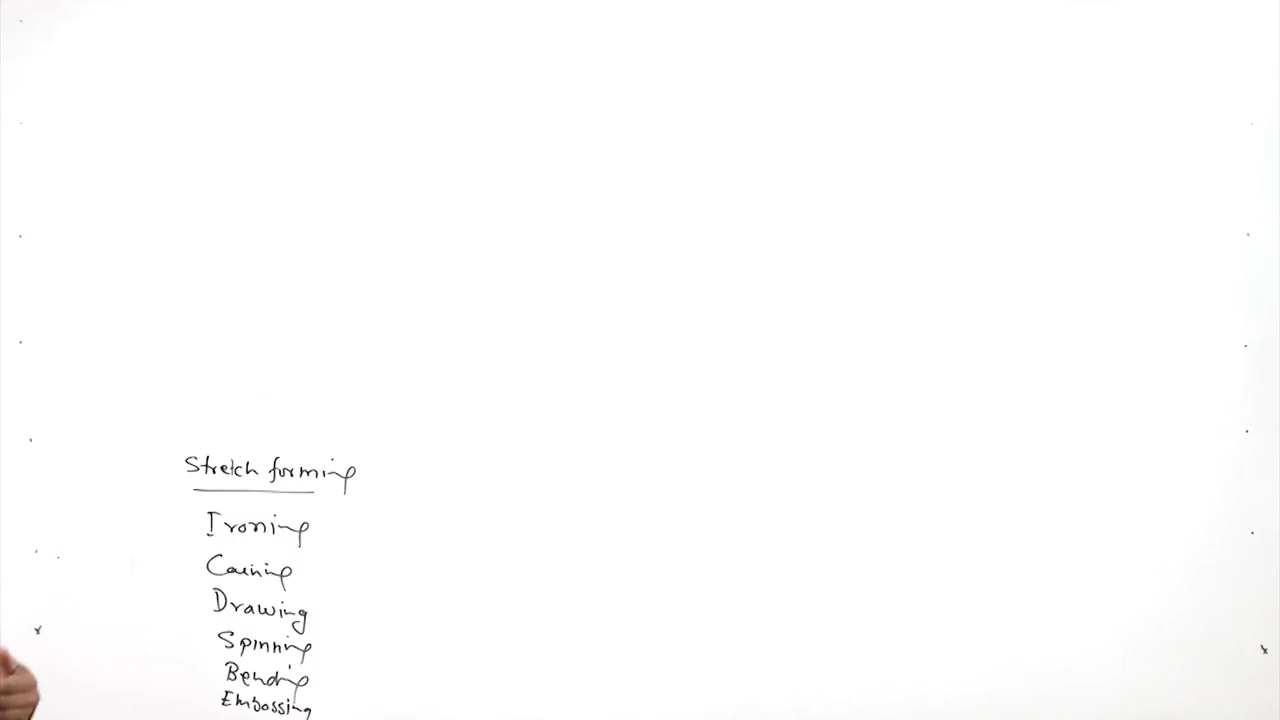 Stretch forming
Ironing
Coining
Drawing
Spinning
Bending
Embossing